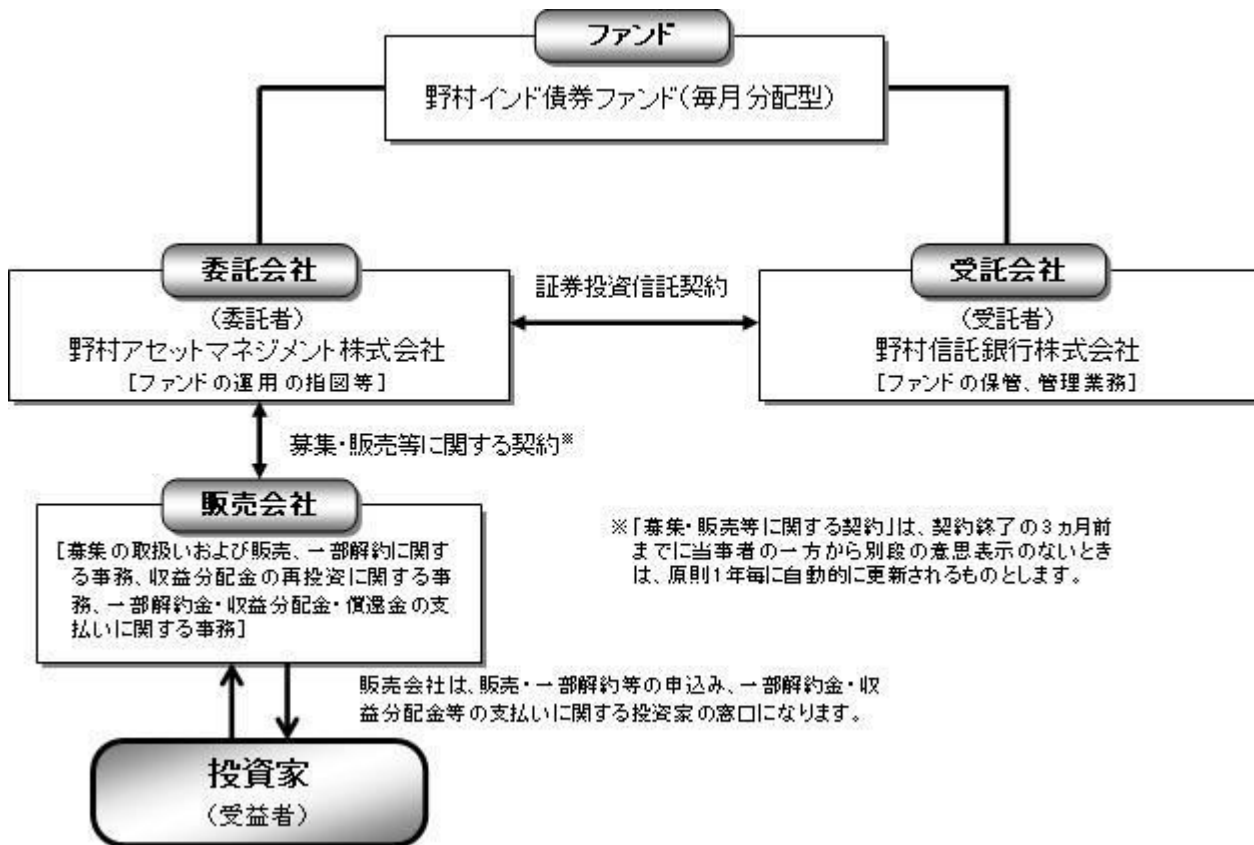 ファンド
野村インド債券ファンド(毎月分配型)
委託会社
(委託者)
野村アセットマネジメント株式会社
[ファンドの運用の指図等]
証券投資信託契約
受託会社
(受託者)
野村信託銀行株式会社
[ファンドの保管、管理業務]
募集・販売等に関する契約※
販売会社
[募集の取扱いおよび販売、一部解約に関す
る事務、収益分配金の再投資に関する事
務、一部解約金・収益分配金・償還金の支
払いに関する事務]
※「募集・販売等に関する契約」は、契約終了の3ヵ月前
までに当事者の一方から別段の意思表示のないとき
は、原則1年毎に自動的に更新されるものとします。
販売会社は、販売・一部解約等の申込み、一部解約金・収
益分配金等の支払いに関する投資家の窓口になります。
投資家
(受益者)